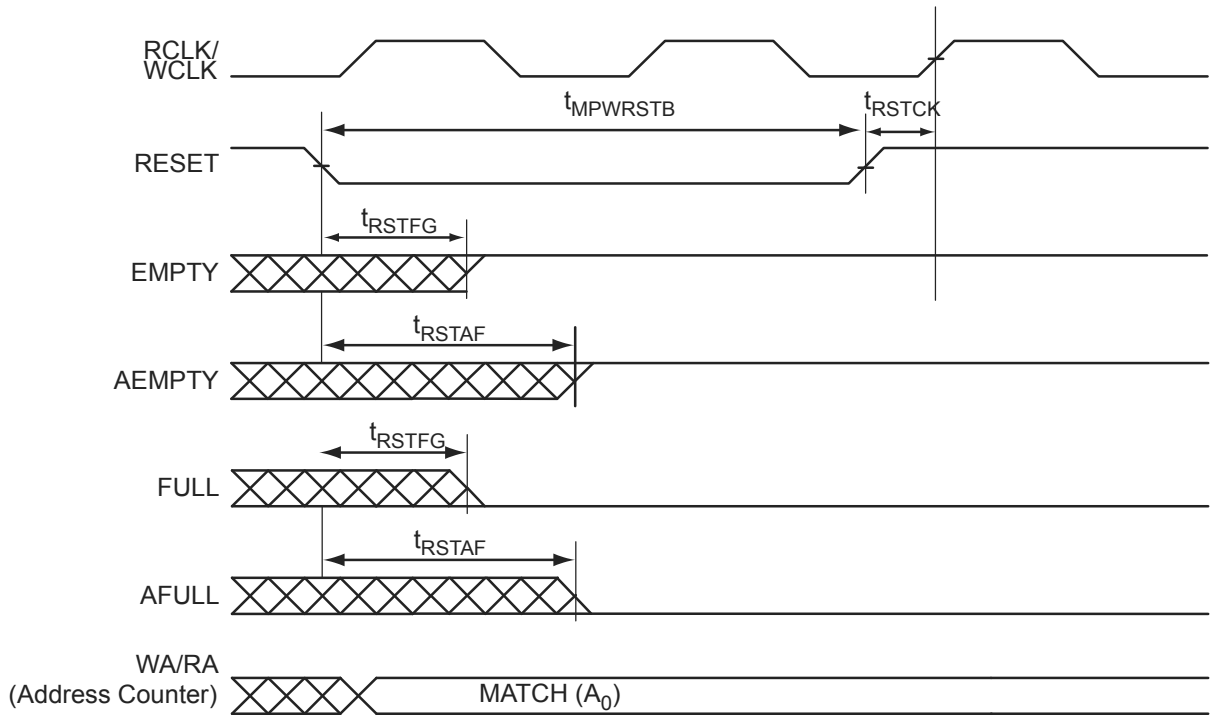 RCLK/
WCLK
tMPWRSTB
tRSTCK
RESET
tRSTFG
EMPTY
tRSTAF
AEMPTY
tRSTFG
FULL
tRSTAF
AFULL
WA/RA
(Address Counter)
MATCH (A0)